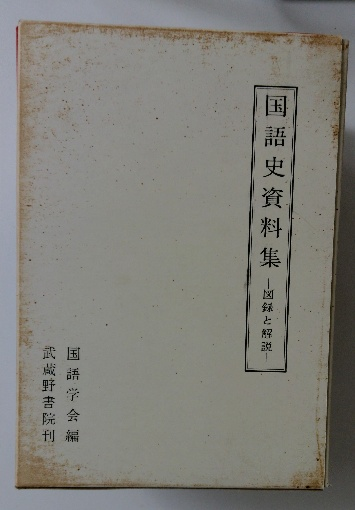 国語史資料集
―図録と解説―
国語学会編
武蔵野書院刊